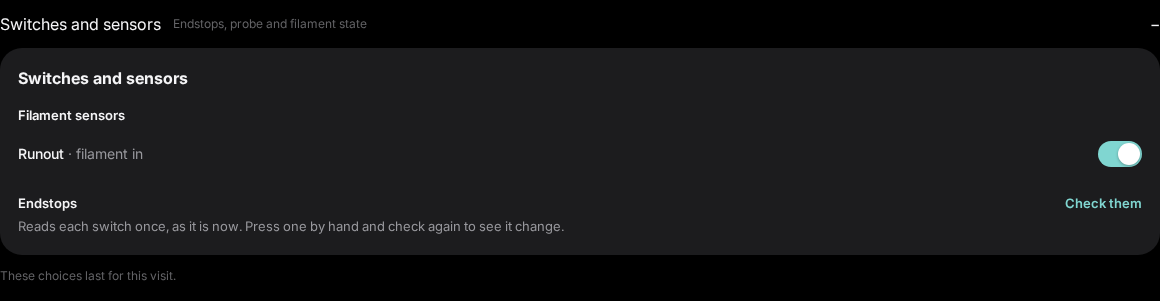 Switches and sensors Endstops, probe and filament state −
Switches and sensors
Filament sensors
Runout · filament in
Endstops Check them
Reads each switch once, as it is now. Press one by hand and check again to see it change.
These choices last for this visit.